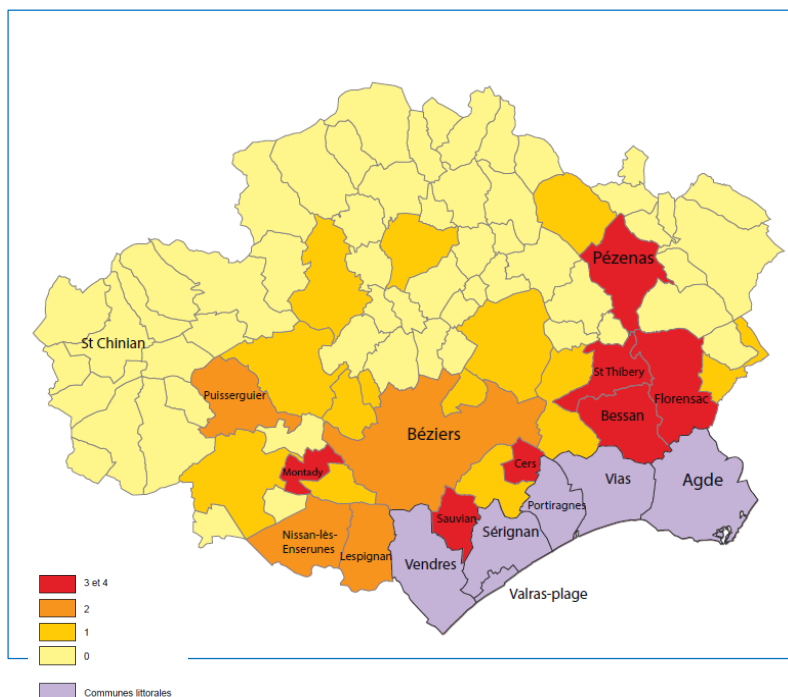 Pézenas
St Chinian
St Thibery
Puisserguier
Florensac
Bessan
Béziers
Cers
Montady
Vias
Agde
Portiragnes
Sauvian
Sérignan
Nissan-lès-
Enserunes
Lespignan
Vendres
Valras-plage
3 et 4
2
1
0
Communes littorales